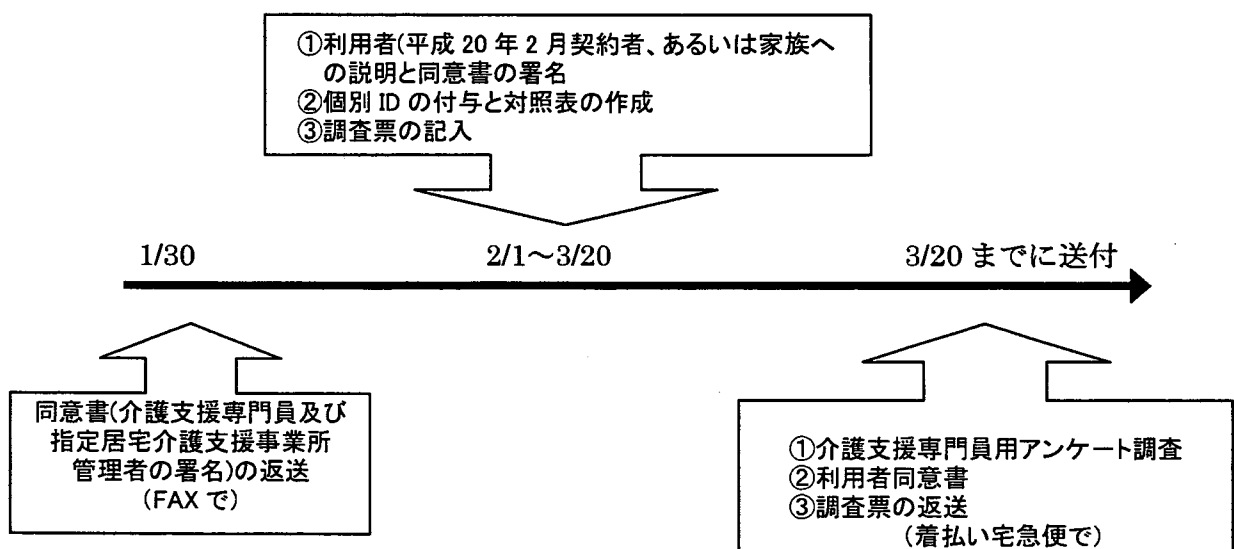 ①利用者(平成 20 年 2 月契約者、あるいは家族へ
の説明と同意書の署名
②個別 ID の付与と対照表の作成
③調査票の記入
1/30
2/1～3/20
3/20 までに送付
同意書(介護支援専門員及び
指定居宅介護支援事業所
管理者の署名)の返送
(FAX で)
①介護支援専門員用アンケート調査
②利用者同意書
③調査票の返送
(着払い宅急便で)